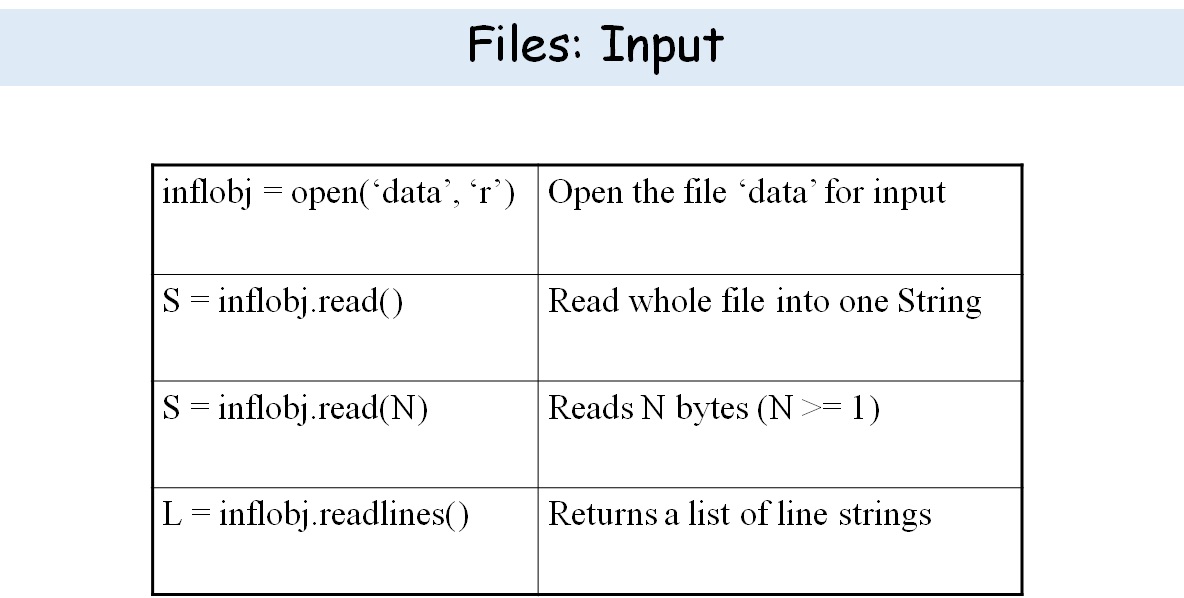 Files: Input
inflobj = open(‘data’, ‘r’) Open the file ‘data’ for input
S = inflobj.read() Read whole file into one String
S = inflobj.read(N) Reads N bytes (N >= 1)
L = inflobj.readlines() Returns a list of line strings